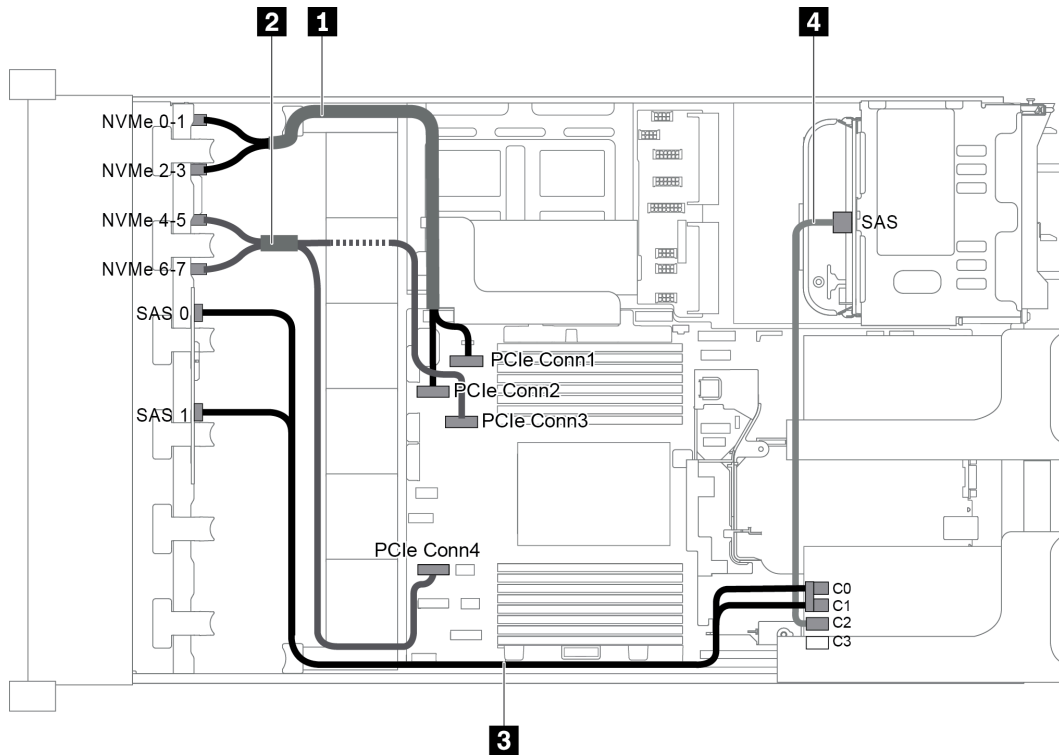 2
1
4
NVMe 0-1
NVMe 2-3
NVMe 4-5
SAS
NVMe 6-7
SAS 0
PCIe Conn1
PCIe Conn2
SAS 1
PCIe Conn3
PCIe Conn4
C0
C1
C2
C3
3